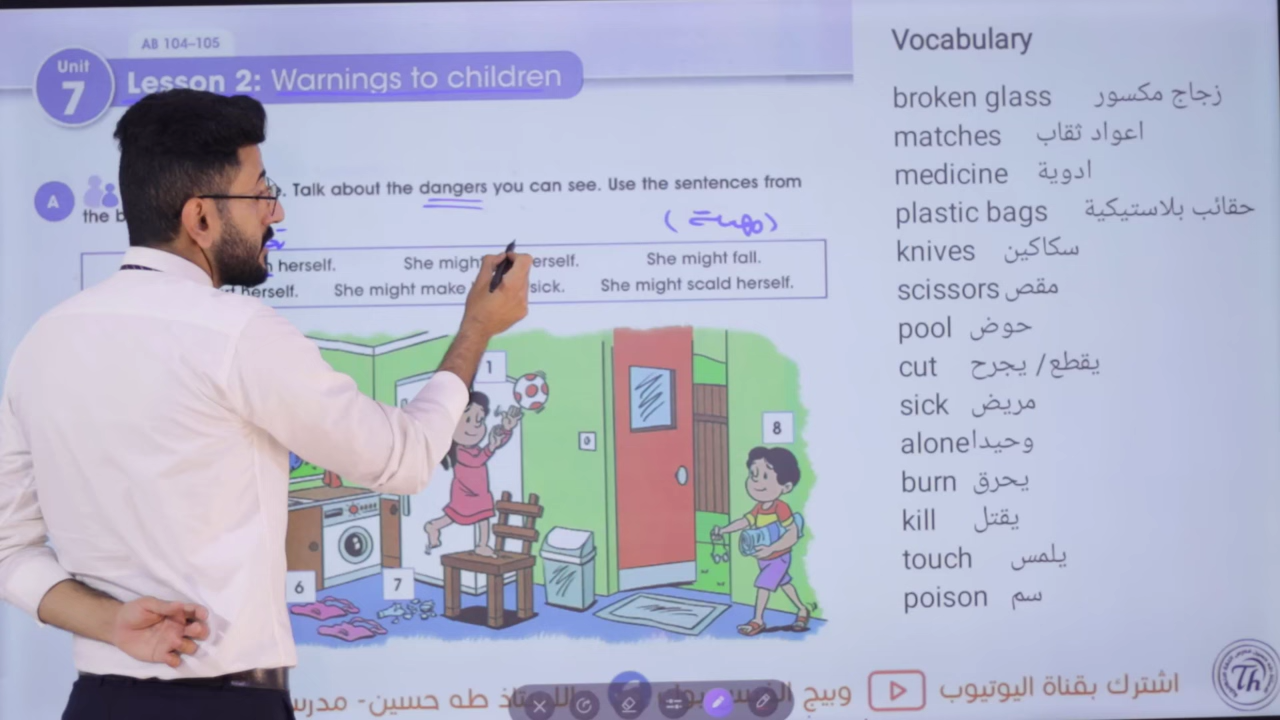 AB 104–105
Unit
7
Lesson 2: Warnings to children
A
Talk about the dangers you can see. Use the sentences from
the
herself. She might She might fall.
herself. She might make sick. She might scald herself.
1
8
6
7
Vocabulary
broken glass زجاج مكسور
matches اعواد ثقاب
medicine ادوية
plastic bags حقائب بلاستيكية
knives سكاكين
scissors مقص
pool حوض
cut يقطع/ يجرح
sick مريض
alone وحيدا
burn يحرق
kill يقتل
touch يلمس
poison سم
اشترك بقناة اليوتيوب وبيج طه حسين-
Th